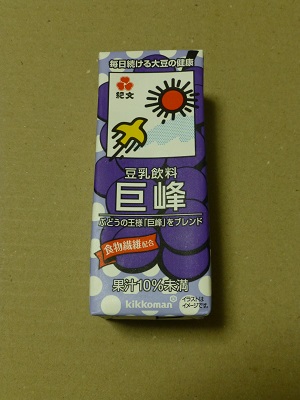 毎日続ける大豆の健康
紀文
豆乳飲料
巨峰
ぶどうの王様「巨峰」をブレンド
食物繊維配合
果汁10%未満
kikkoman®
イラストは
イメージです。